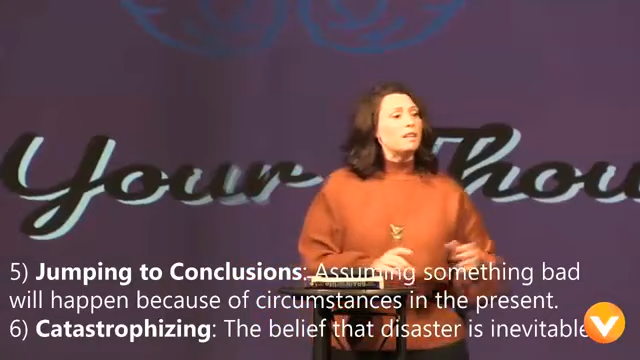 Your Thou
5) Jumping to Conclusions: Assuming something bad
will happen because of circumstances in the present.
6) Catastrophizing: The belief that disaster is inevitable
V